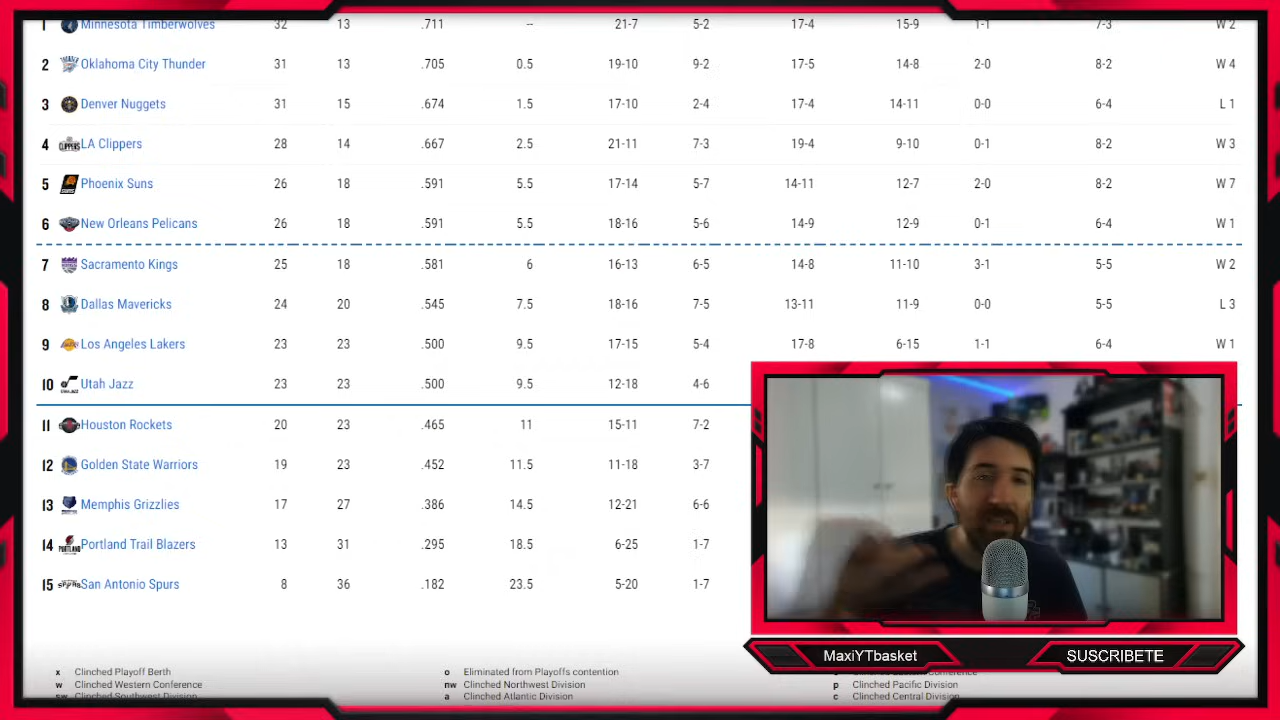 1 Minnesota Timberwolves 32 13 .711 -- 21-7 5-2 17-4 15-9 1-1 7-3 W 2
2 Oklahoma City Thunder 31 13 .705 0.5 19-10 9-2 17-5 14-8 2-0 8-2 W 4
3 Denver Nuggets 31 15 .674 1.5 17-10 2-4 17-4 14-11 0-0 6-4 L 1
4 LA Clippers 28 14 .667 2.5 21-11 7-3 19-4 9-10 0-1 8-2 W 3
5 Phoenix Suns 26 18 .591 5.5 17-14 5-7 14-11 12-7 2-0 8-2 W 7
6 New Orleans Pelicans 26 18 .591 5.5 18-16 5-6 14-9 12-9 0-1 6-4 W 1
7 Sacramento Kings 25 18 .581 6 16-13 6-5 14-8 11-10 3-1 5-5 W 2
8 Dallas Mavericks 24 20 .545 7.5 18-16 7-5 13-11 11-9 0-0 5-5 L 3
9 Los Angeles Lakers 23 23 .500 9.5 17-15 5-4 17-8 6-15 1-1 6-4 W 1
10 Utah Jazz 23 23 .500 9.5 12-18 4-6
11 Houston Rockets 20 23 .465 11 15-11 7-2
12 Golden State Warriors 19 23 .452 11.5 11-18 3-7
13 Memphis Grizzlies 17 27 .386 14.5 12-21 6-6
14 Portland Trail Blazers 13 31 .295 18.5 6-25 1-7
15 San Antonio Spurs 8 36 .182 23.5 5-20 1-7
MaxiYTbasket SUSCRIBETE
x Clinched Playoff Berth o Eliminated from Playoffs contention
w Clinched Western Conference nw Clinched Northwest Division p Clinched Pacific Division
sw Clinched Southwest Division a Clinched Atlantic Division c Clinched Central Division